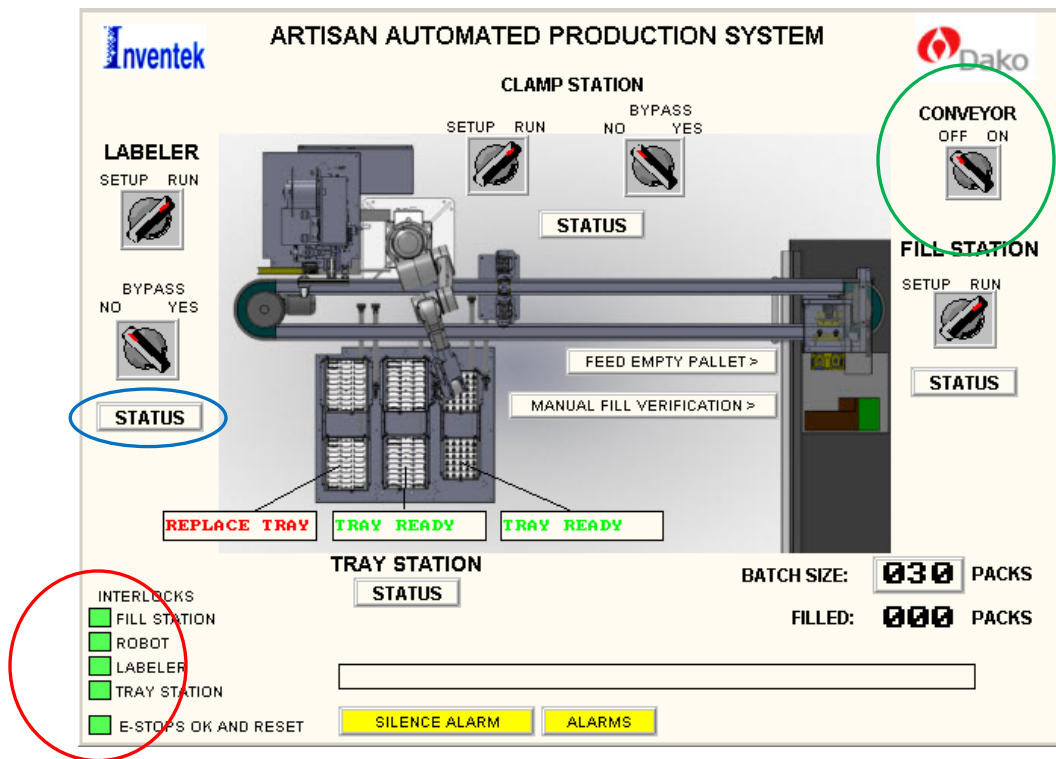 Inventek
ARTISAN AUTOMATED PRODUCTION SYSTEM
Dako
CLAMP STATION
SETUP RUN
BYPASS
NO YES
STATUS
CONVEYOR
OFF ON
LABELER
SETUP RUN
BYPASS
NO YES
STATUS
FILL STATION
SETUP RUN
STATUS
FEED EMPTY PALLET >
MANUAL FILL VERIFICATION >
REPLACE TRAY
TRAY READY
TRAY READY
TRAY STATION
STATUS
BATCH SIZE: 030 PACKS
FILLED: 000 PACKS
INTERLOCKS
FILL STATION
ROBOT
LABELER
TRAY STATION
E-STOPS OK AND RESET
SILENCE ALARM
ALARMS